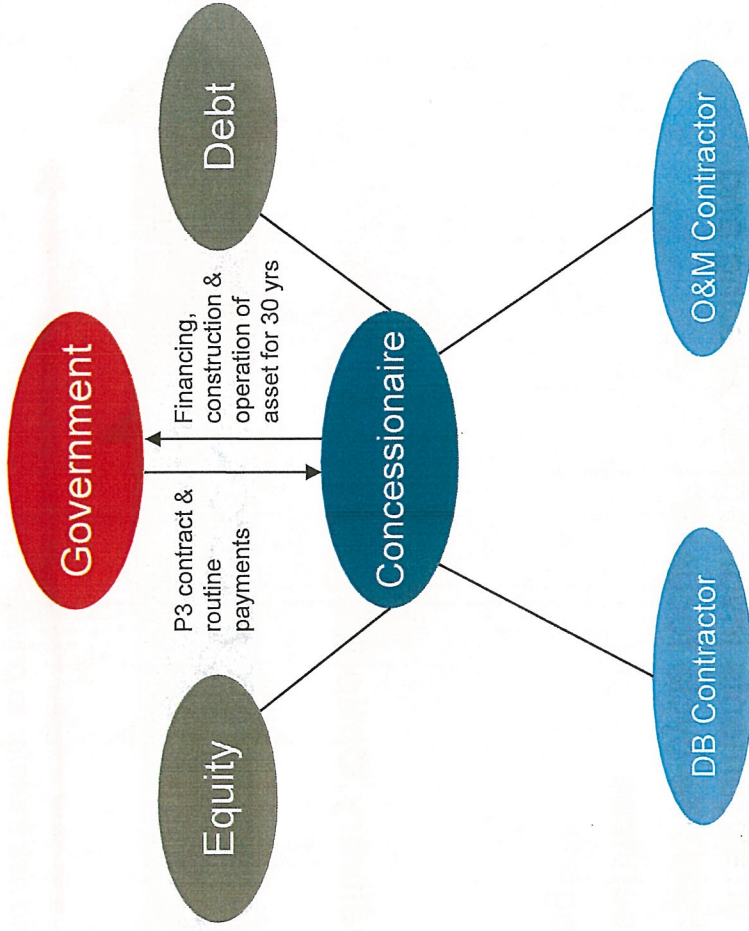 Government
P3 contract &
routine
payments
Financing,
construction &
operation of
asset for 30 yrs
Equity
Debt
Concessionaire
DB Contractor
O&M Contractor